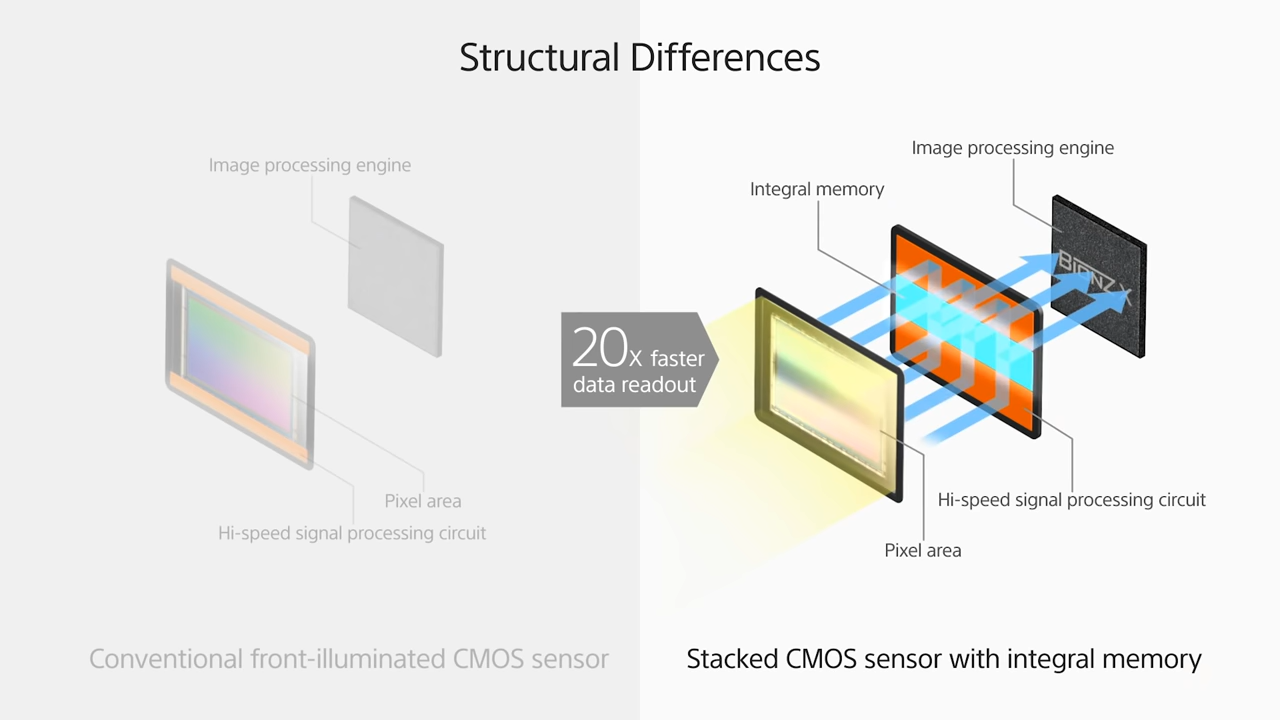 Structural Differences
Image processing engine
Pixel area
Hi-speed signal processing circuit
Conventional front-illuminated CMOS sensor
20x faster
data readout
Image processing engine
Integral memory
BIONZ X
Hi-speed signal processing circuit
Pixel area
Stacked CMOS sensor with integral memory